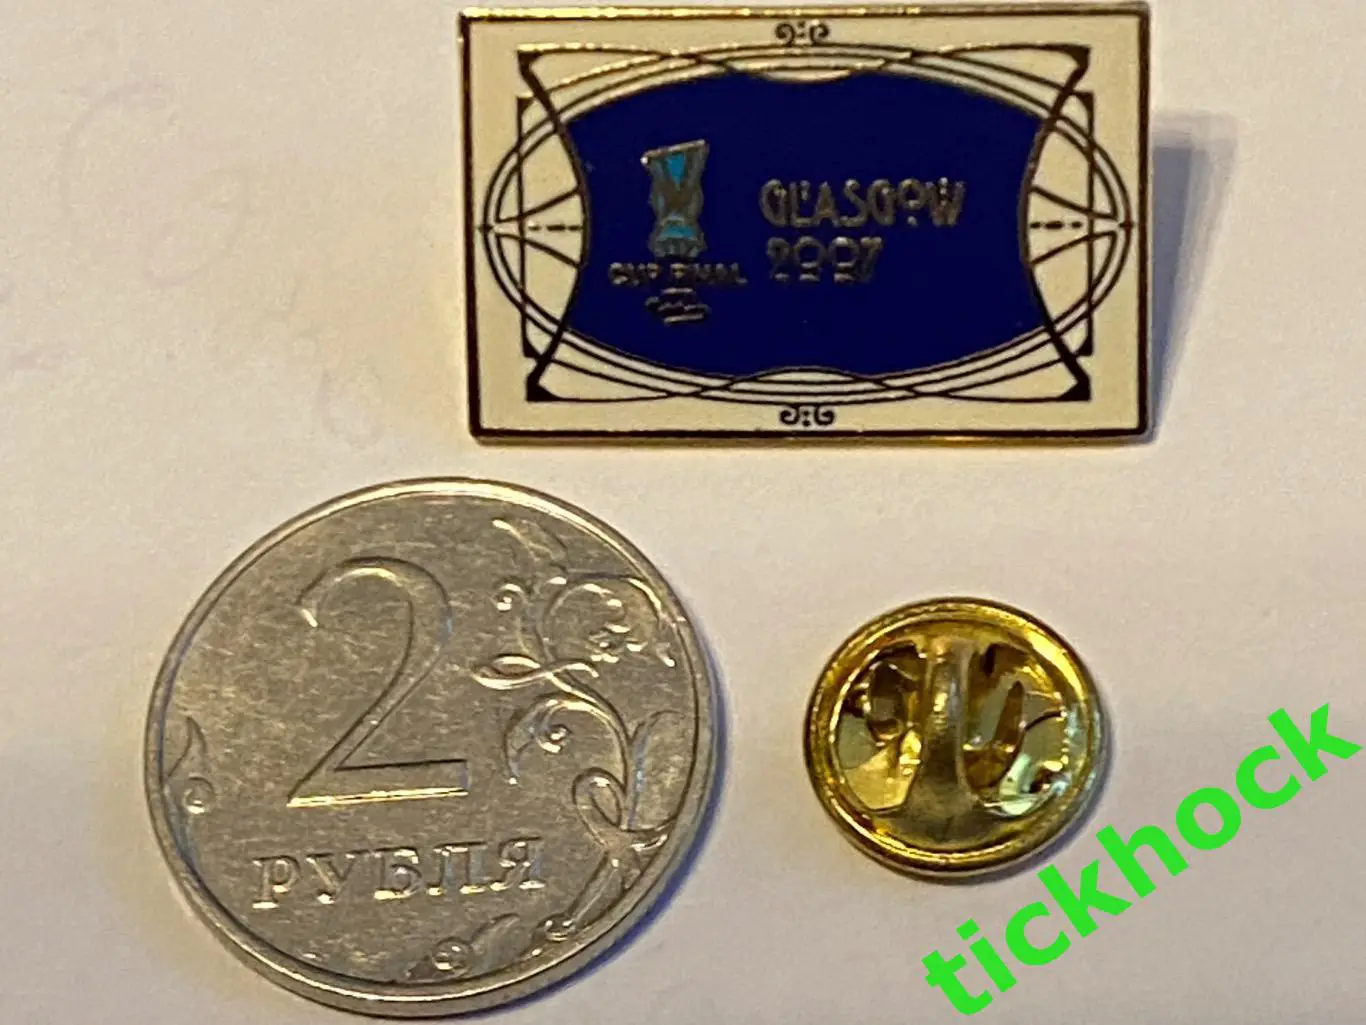 GLASGOW
2007
CUP FINAL
2
РУБЛЯ
tickhock